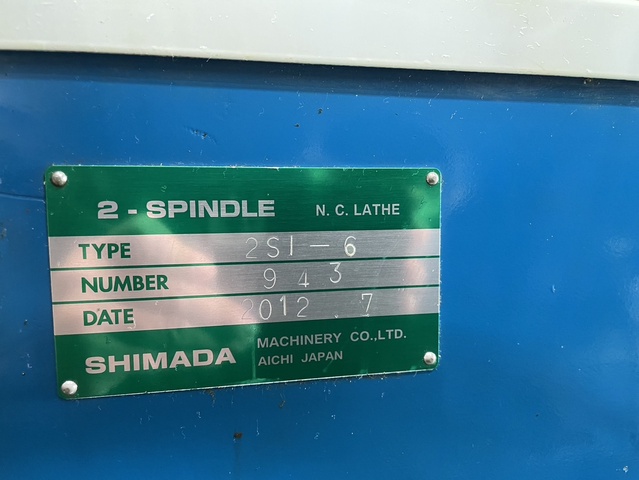 2 - SPINDLE N. C. LATHE
TYPE 2SI - 6
NUMBER 943
DATE 2012 . 7
SHIMADA MACHINERY CO.,LTD.
AICHI JAPAN